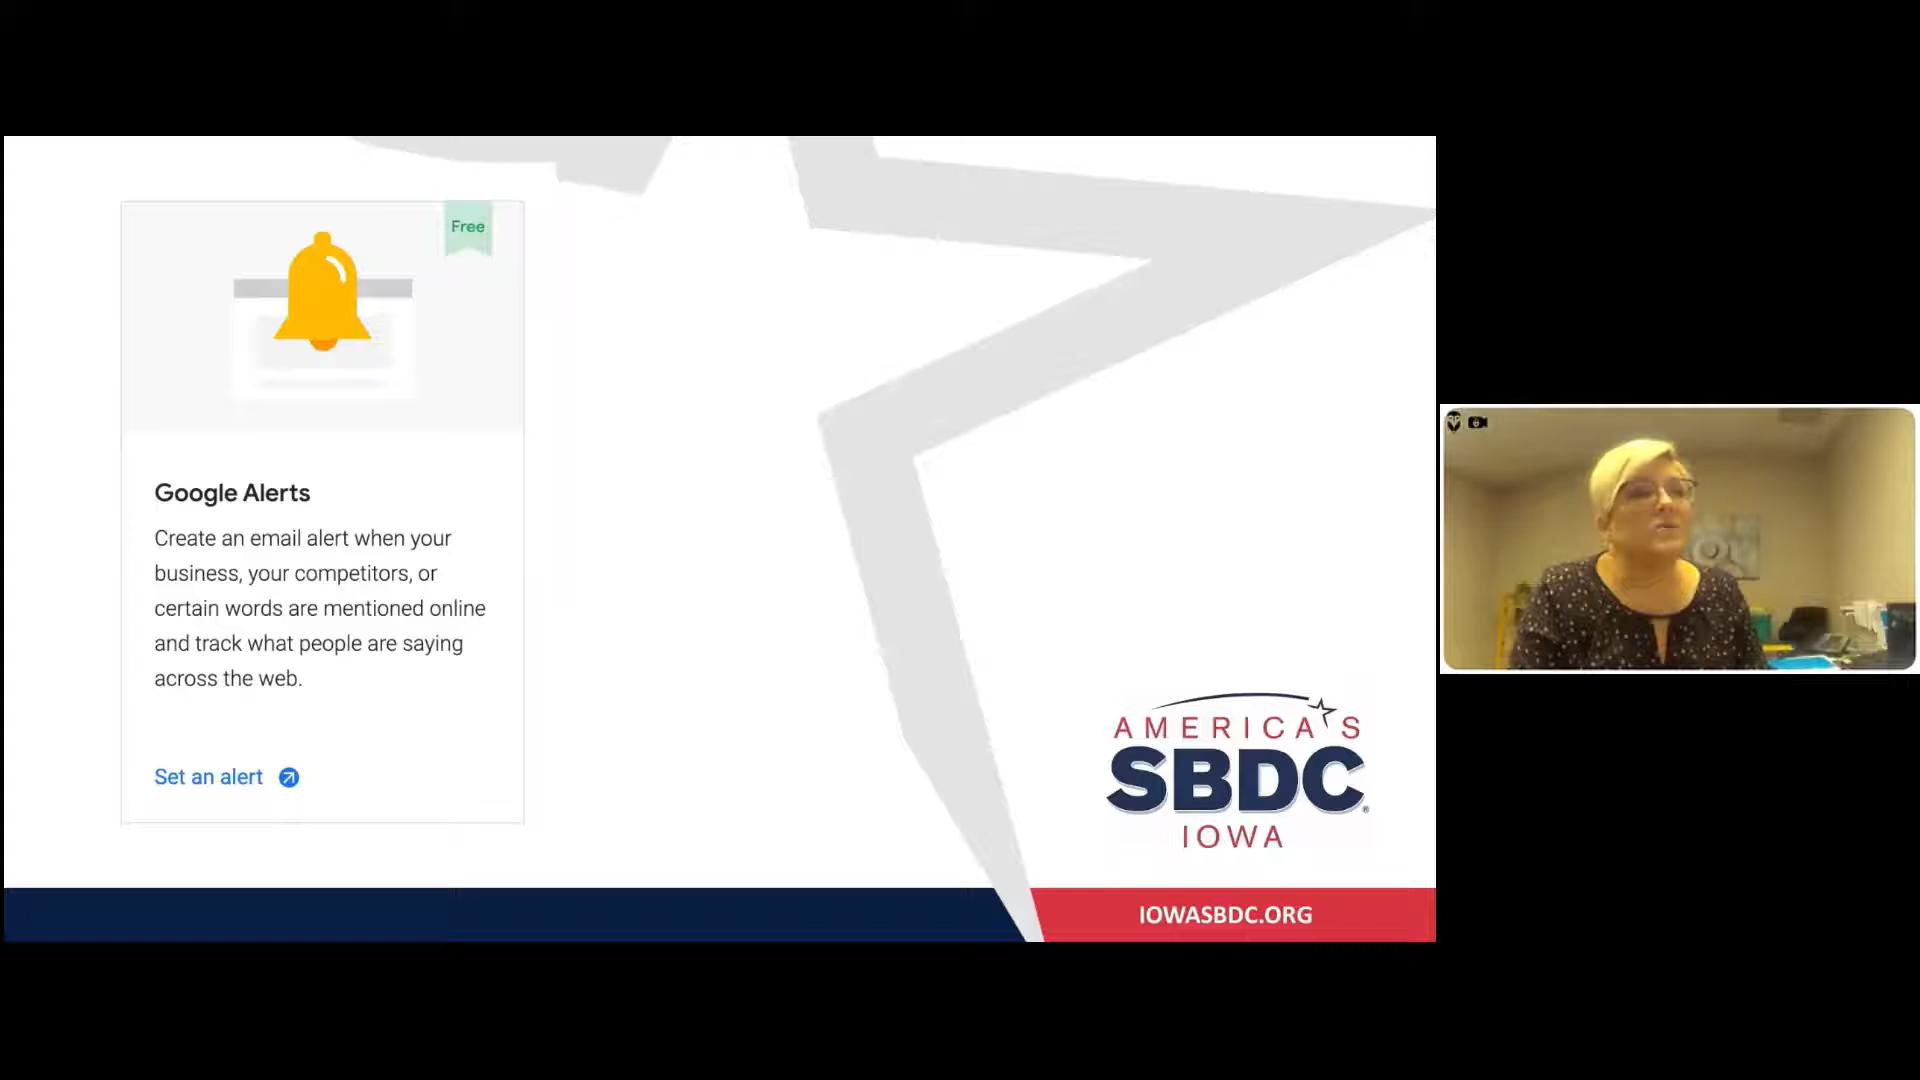 Free
Google Alerts
Create an email alert when your
business, your competitors, or
certain words are mentioned online
and track what people are saying
across the web.
Set an alert
AMERICA'S
SBDC®
IOWA
IOWASBDC.ORG